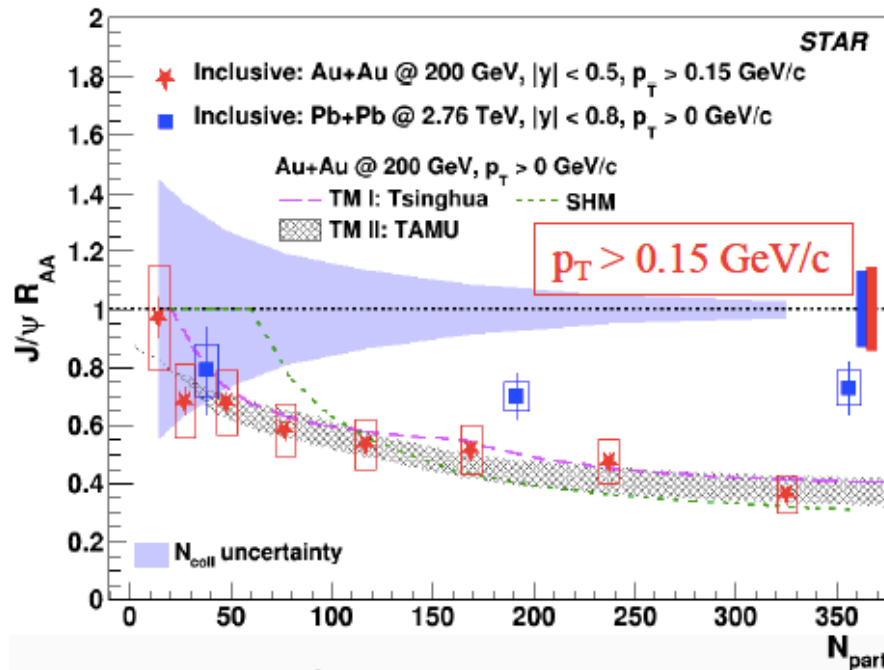 STAR
Inclusive: Au+Au @ 200 GeV, |y| < 0.5, p_T > 0.15 GeV/c
Inclusive: Pb+Pb @ 2.76 TeV, |y| < 0.8, p_T > 0 GeV/c
Au+Au @ 200 GeV, p_T > 0 GeV/c
TM I: Tsinghua
SHM
TM II: TAMU
p_T > 0.15 GeV/c
J/ψ R_AA
2
1.8
1.6
1.4
1.2
1
0.8
0.6
0.4
0.2
0
N_coll uncertainty
0 50 100 150 200 250 300 350
N_part